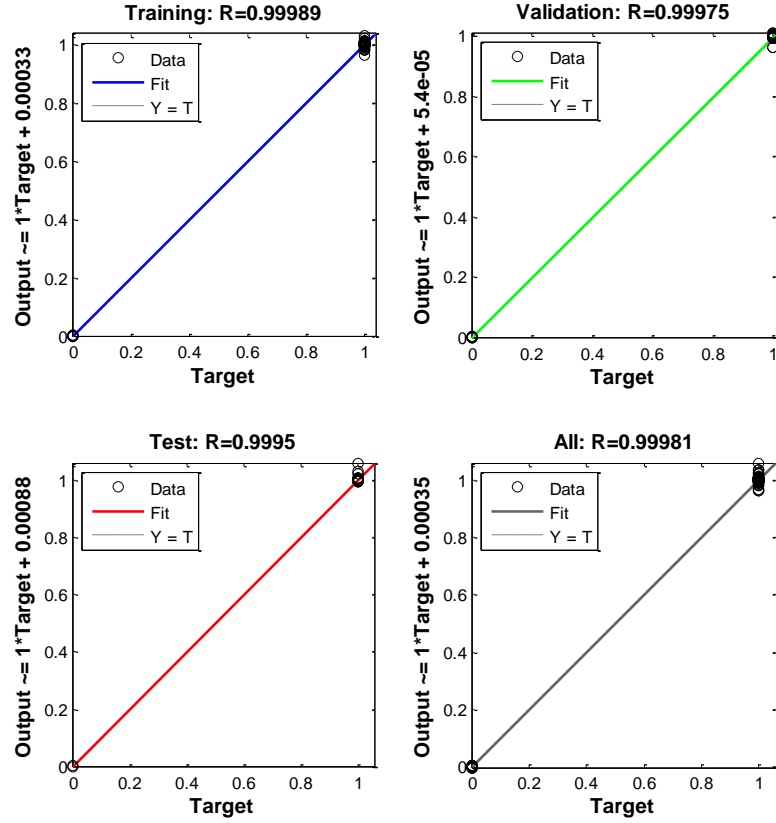 Training: R=0.99989
Output ~= 1*Target + 0.00033
1
0.8
0.6
0.4
0.2
0
Data
Fit
Y = T
0 0.2 0.4 0.6 0.8 1
Target
Validation: R=0.99975
Output ~= 1*Target + 5.4e-05
1
0.8
0.6
0.4
0.2
0
Data
Fit
Y = T
0 0.2 0.4 0.6 0.8 1
Target
Test: R=0.9995
Output ~= 1*Target + 0.00088
1
0.8
0.6
0.4
0.2
0
Data
Fit
Y = T
0 0.2 0.4 0.6 0.8 1
Target
All: R=0.99981
Output ~= 1*Target + 0.00035
1
0.8
0.6
0.4
0.2
0
Data
Fit
Y = T
0 0.2 0.4 0.6 0.8 1
Target